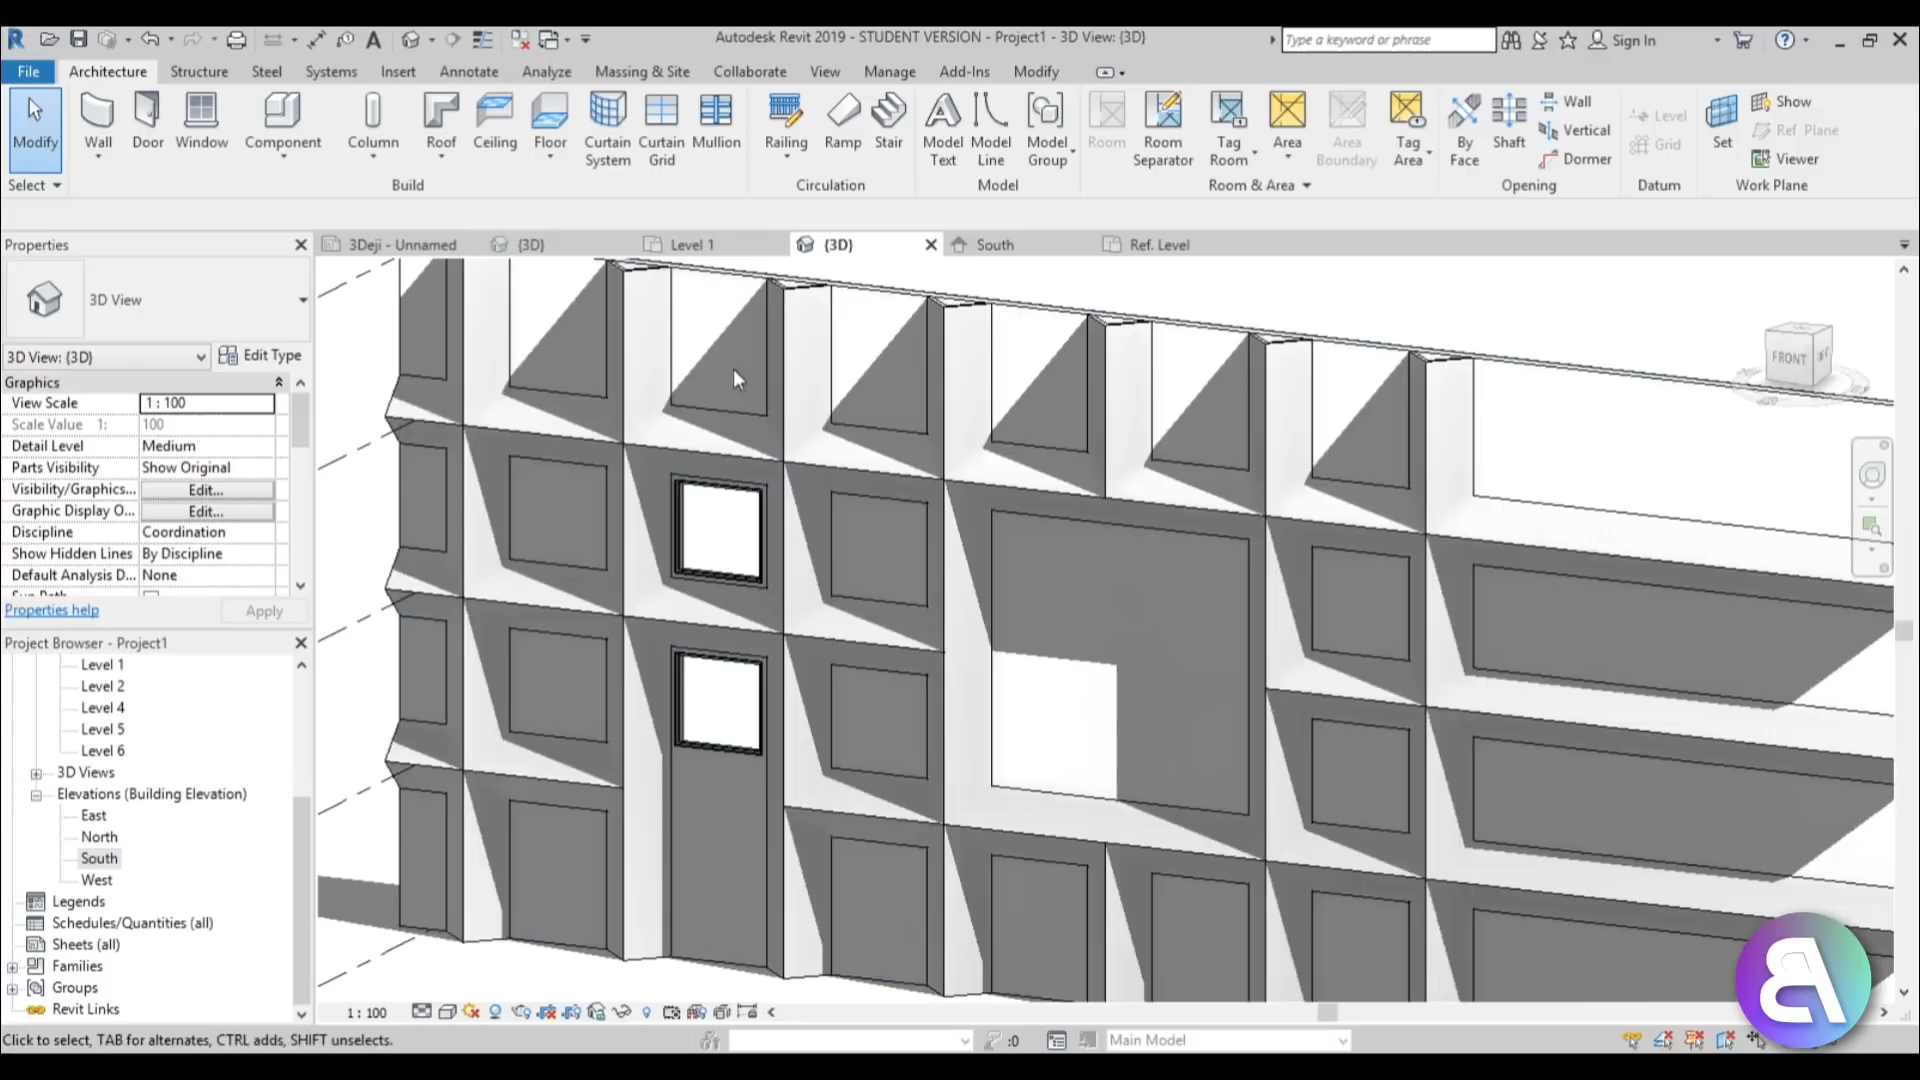 Autodesk Revit 2019 - STUDENT VERSION - Project1 - 3D View: {3D}
Type a keyword or phrase
Sign In
File
Architecture
Structure
Steel
Systems
Insert
Annotate
Analyze
Massing & Site
Collaborate
View
Manage
Add-Ins
Modify
Modify
Wall
Door
Window
Component
Column
Roof
Ceiling
Floor
Curtain System
Curtain Grid
Mullion
Railing
Ramp
Stair
Model Text
Model Line
Model Group
Room
Room Separator
Tag Room
Area
Area Boundary
Tag Area
By Face
Shaft
Wall
Vertical
Dormer
Level
Grid
Set
Show
Ref Plane
Viewer
Select
Build
Circulation
Model
Room & Area
Opening
Datum
Work Plane
Properties
3Deji - Unnamed
{3D}
Level 1
{3D}
South
Ref. Level
3D View
3D View: {3D}
Edit Type
Graphics
View Scale 1 : 100
Scale Value 1: 100
Detail Level Medium
Parts Visibility Show Original
Visibility/Graphics... Edit...
Graphic Display O... Edit...
Discipline Coordination
Show Hidden Lines By Discipline
Default Analysis D... None
Properties help
Apply
Project Browser - Project1
Level 1
Level 2
Level 4
Level 5
Level 6
3D Views
Elevations (Building Elevation)
East
North
South
West
Legends
Schedules/Quantities (all)
Sheets (all)
Families
Groups
Revit Links
FRONT
1 : 100
Click to select, TAB for alternates, CTRL adds, SHIFT unselects.
:0
Main Model